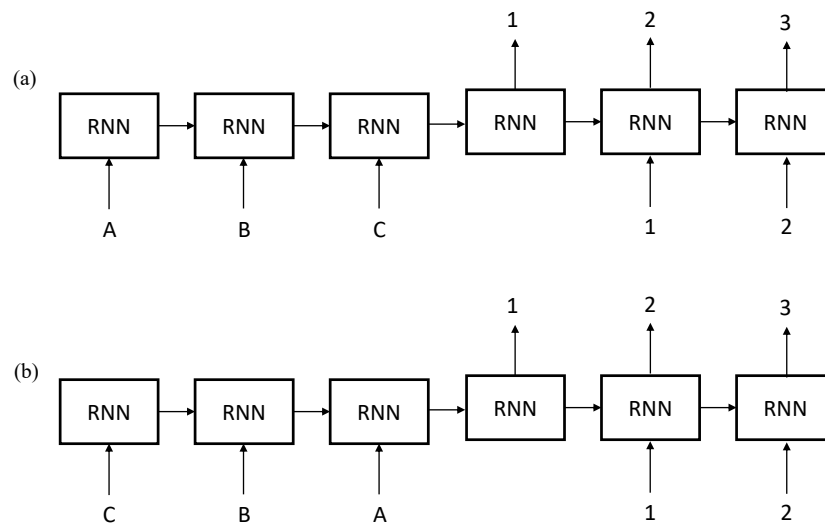 1 2 3
(a)
RNN RNN RNN RNN RNN RNN
A B C 1 2
1 2 3
(b)
RNN RNN RNN RNN RNN RNN
C B A 1 2